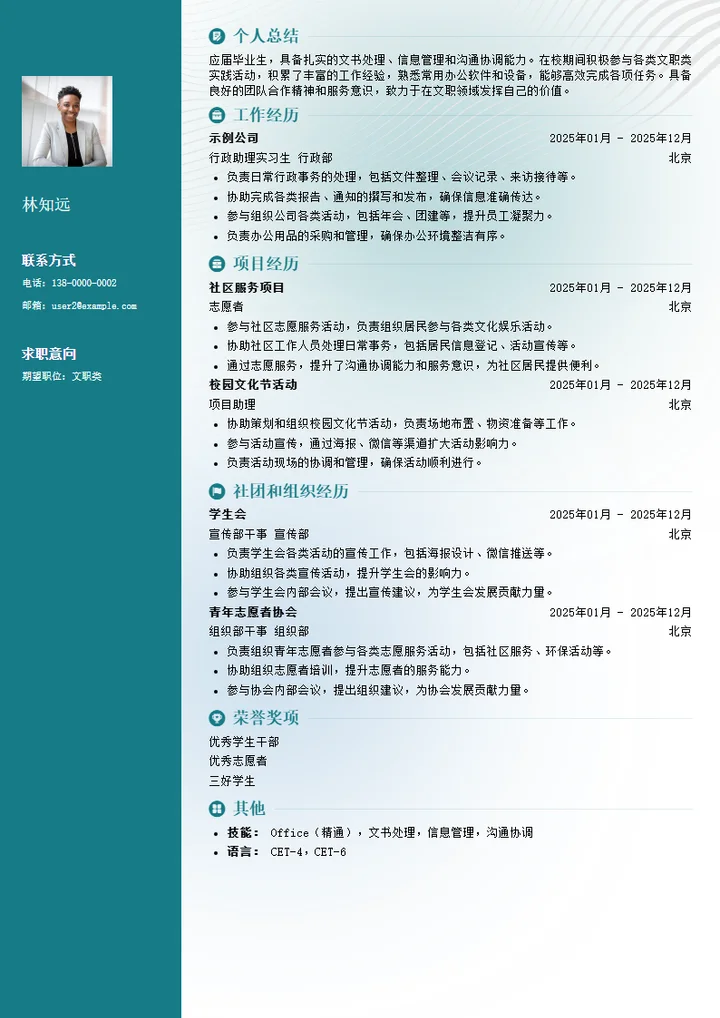 林知远
联系方式
电话：138-0000-0002
邮箱：user2@example.com
求职意向
期望职位：文职类
个人总结
应届毕业生，具备扎实的文书处理、信息管理和沟通协调能力。在校期间积极参与各类文职类
实践活动，积累了丰富的工作经验，熟悉常用办公软件和设备，能够高效完成各项任务。具备
良好的团队合作精神和服务意识，致力于在文职领域发挥自己的价值。
工作经历
示例公司 2025年01月 - 2025年12月
行政助理实习生 行政部 北京
• 负责日常行政事务的处理，包括文件整理、会议记录、来访接待等。
• 协助完成各类报告、通知的撰写和发布，确保信息准确传达。
• 参与组织公司各类活动，包括年会、团建等，提升员工凝聚力。
• 负责办公用品的采购和管理，确保办公环境整洁有序。
项目经历
社区服务项目 2025年01月 - 2025年12月
志愿者 北京
• 参与社区志愿服务活动，负责组织居民参与各类文化娱乐活动。
• 协助社区工作人员处理日常事务，包括居民信息登记、活动宣传等。
• 通过志愿服务，提升了沟通协调能力和服务意识，为社区居民提供便利。
校园文化节活动 2025年01月 - 2025年12月
项目助理 北京
• 协助策划和组织校园文化节活动，负责场地布置、物资准备等工作。
• 参与活动宣传，通过海报、微信等渠道扩大活动影响力。
• 负责活动现场的协调和管理，确保活动顺利进行。
社团和组织经历
学生会 2025年01月 - 2025年12月
宣传部干事 宣传部 北京
• 负责学生会各类活动的宣传工作，包括海报设计、微信推送等。
• 协助组织各类宣传活动，提升学生会的影响力。
• 参与学生会内部会议，提出宣传建议，为学生会发展贡献力量。
青年志愿者协会 2025年01月 - 2025年12月
组织部干事 组织部 北京
• 负责组织青年志愿者参与各类志愿服务活动，包括社区服务、环保活动等。
• 协助组织志愿者培训，提升志愿者的服务能力。
• 参与协会内部会议，提出组织建议，为协会发展贡献力量。
荣誉奖项
优秀学生干部
优秀志愿者
三好学生
其他
• 技能： Office（精通），文书处理，信息管理，沟通协调
• 语言： CET-4，CET-6